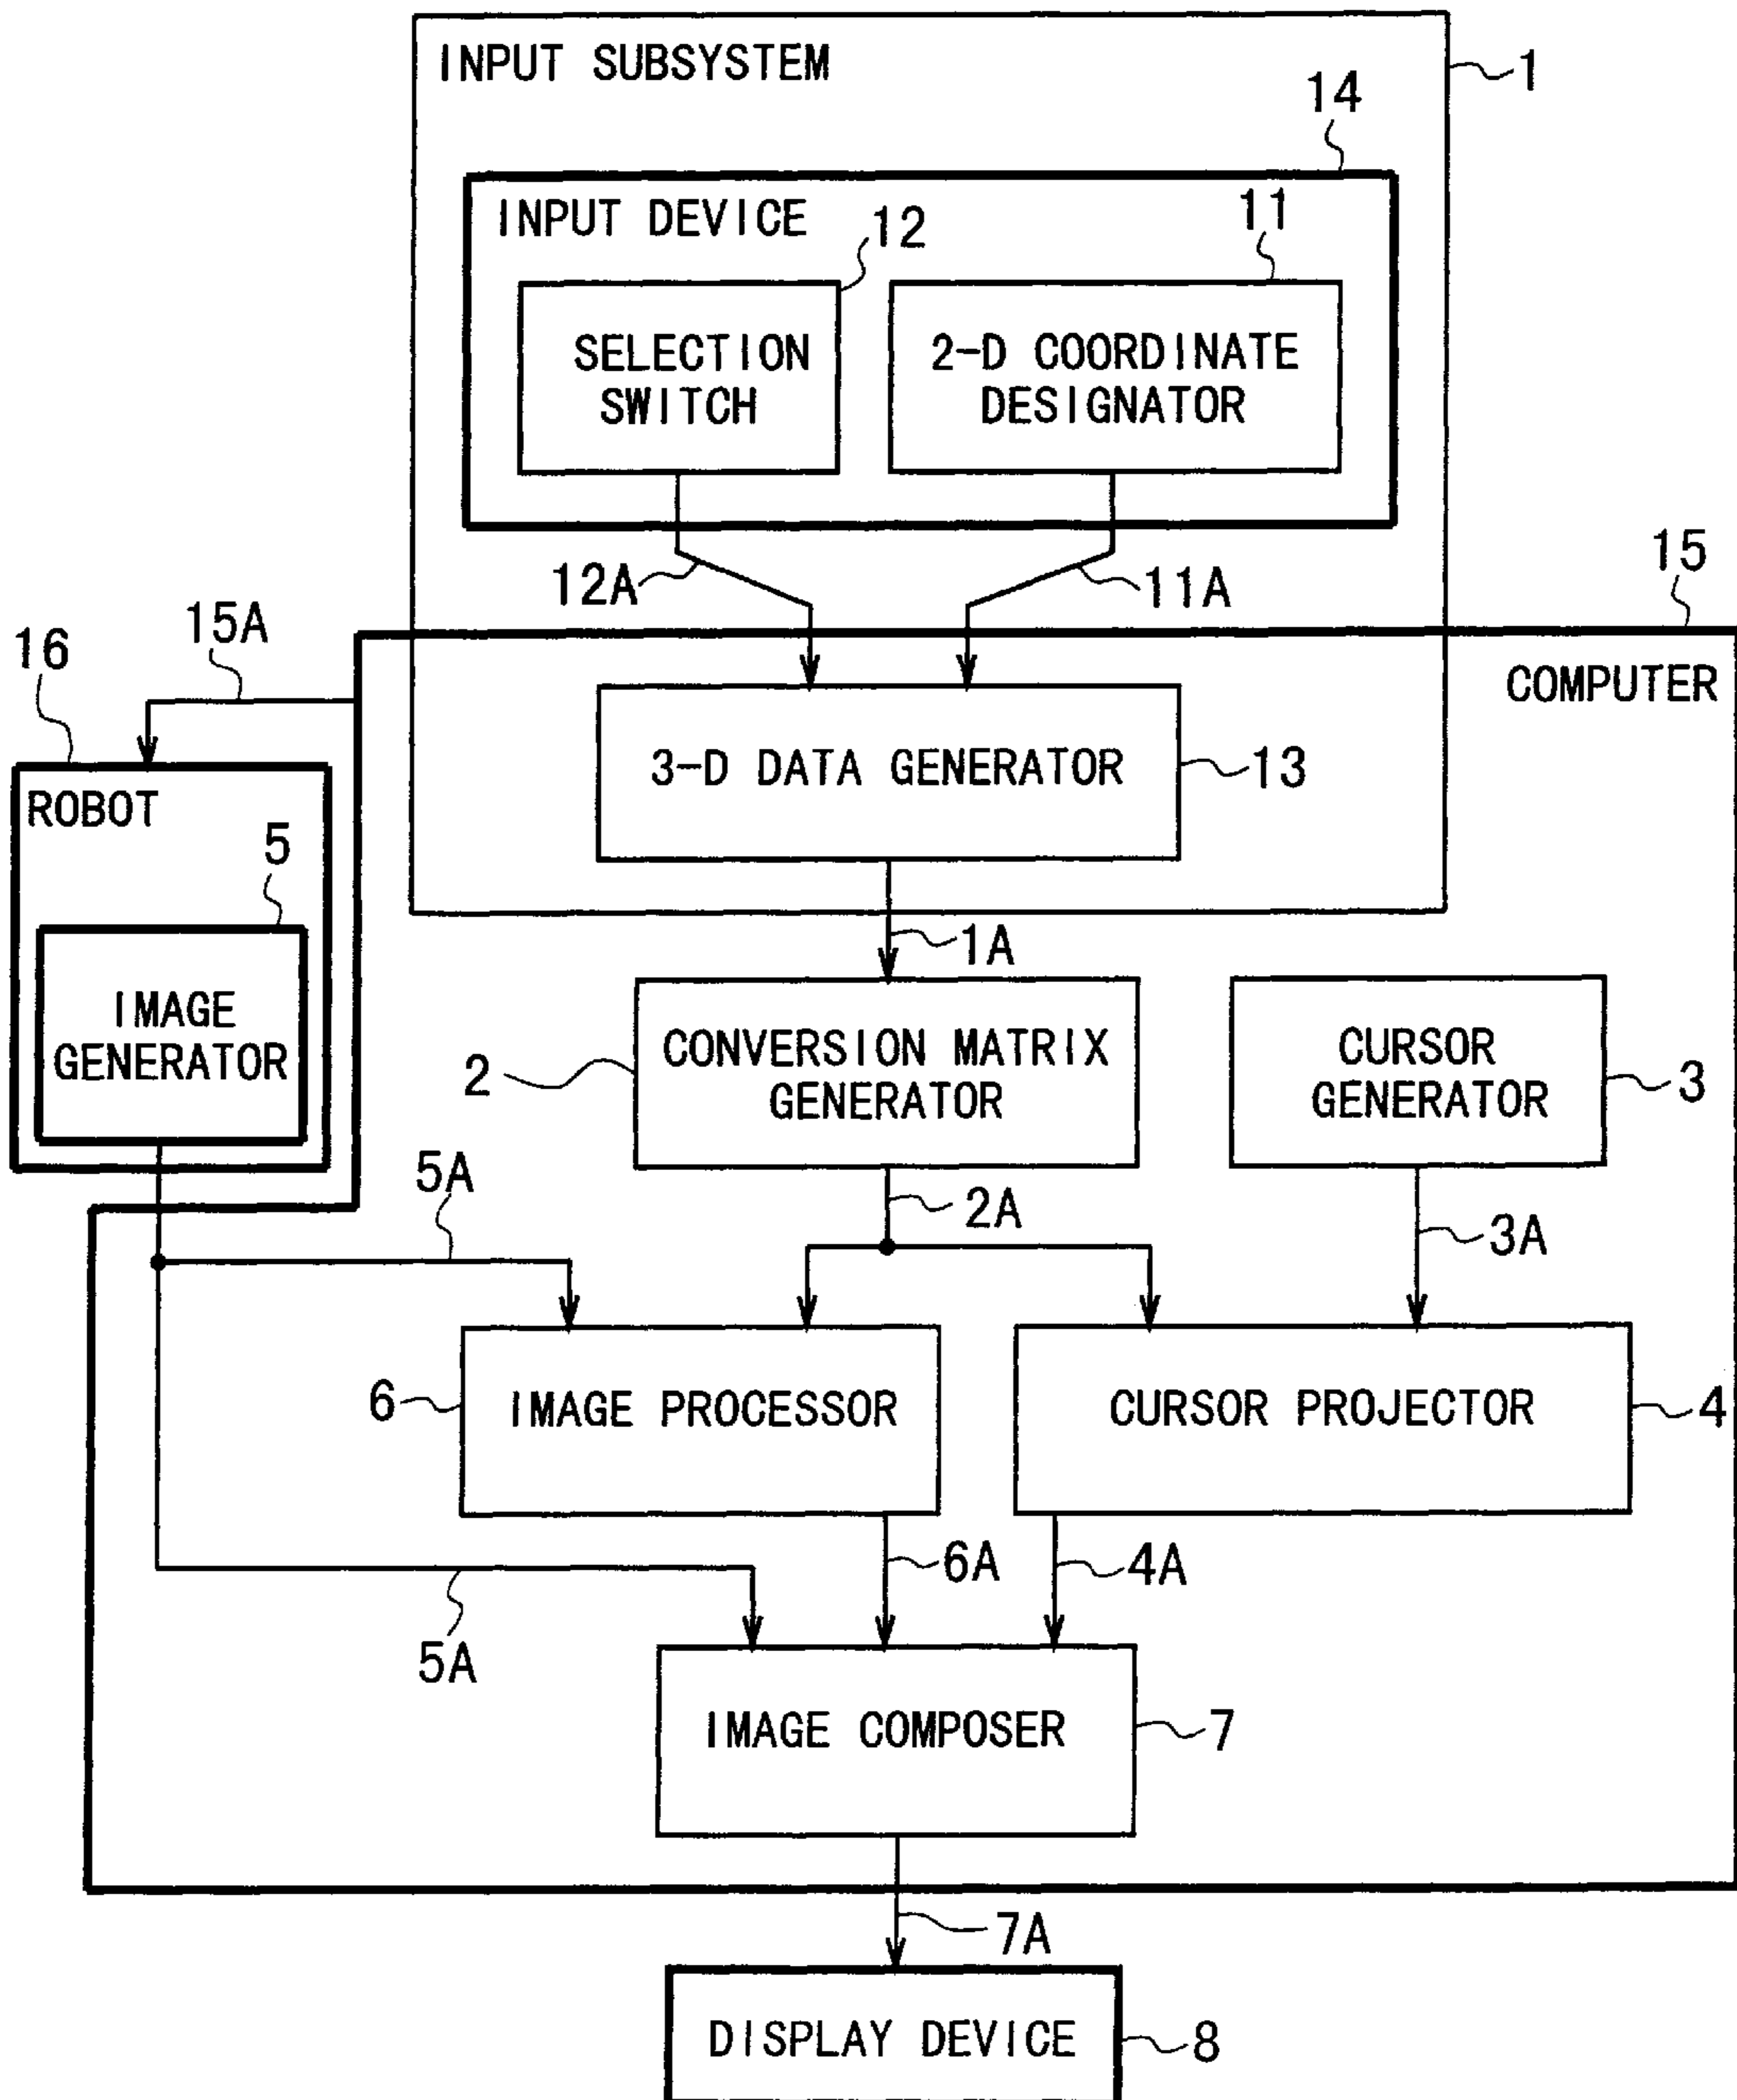 INPUT SUBSYSTEM
1
14
INPUT DEVICE
12
11
SELECTION
SWITCH
2-D COORDINATE
DESIGNATOR
12A
11A
15
15A
16
COMPUTER
3-D DATA GENERATOR
13
ROBOT
5
1A
IMAGE
GENERATOR
CONVERSION MATRIX
GENERATOR
2
CURSOR
GENERATOR
3
5A
2A
3A
6
IMAGE PROCESSOR
CURSOR PROJECTOR
4
6A
4A
5A
IMAGE COMPOSER
7
7A
DISPLAY DEVICE
8